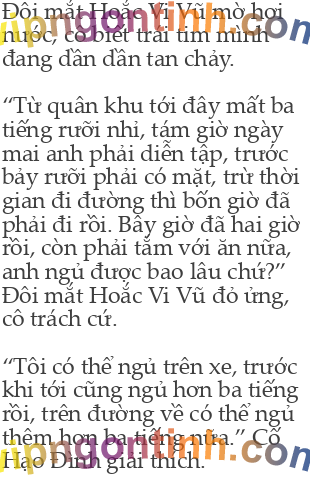 Đôi mắt Hoắc Vi Vũ mờ hơi
nước, cô biết trái tim mình
đang dần dần tan chảy.
“Từ quân khu tới đây mất ba
tiếng rưỡi nhỉ, tám giờ ngày
mai anh phải diễn tập, trước
bảy rưỡi phải có mặt, trừ thời
gian đi đường thì bốn giờ đã
phải đi rồi. Bây giờ đã hai giờ
rồi, còn phải tắm với ăn nữa,
anh ngủ được bao lâu chứ?”
Đôi mắt Hoắc Vi Vũ đỏ ửng,
cô trách cứ.
“Tôi có thể ngủ trên xe, trước
khi tới cũng ngủ hơn ba tiếng
rồi, trên đường về có thể ngủ
thêm hơn ba tiếng nữa.” Cố
Hạo Đình giải thích.
vipngontinh.com
vipngontinh.com